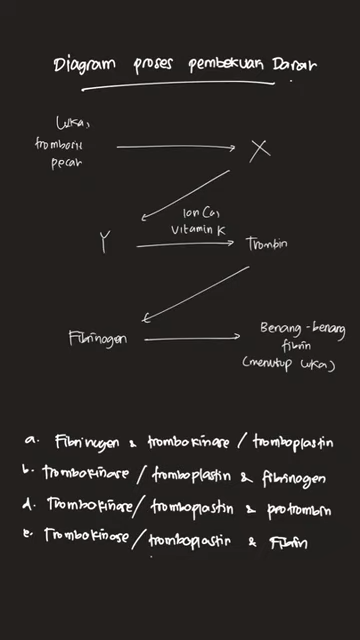 Diagram proses pembekuan Darah
Luka,
trombosit
pecah
X
Y
Ion Ca,
vitamin K
Trombin
Fibrinogen
Benang-benang
fibrin
(menutup luka)
a. Fibrinogen & trombokinase / tromboplastin
b. trombokinase / tromboplastin & fibrinogen
d. Trombokinase / tromboplastin & protrombin
e. Trombokinase / tromboplastin & Fibrin